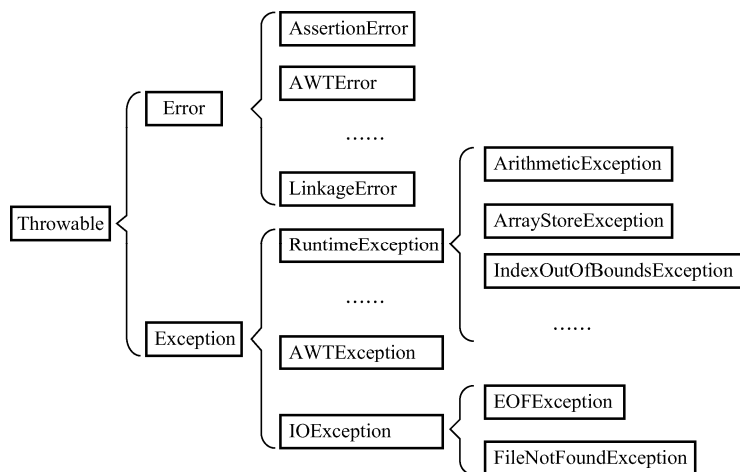 Throwable
Error
AssertionError
AWTError
……
LinkageError
Exception
RuntimeException
……
AWTException
IOException
ArithmeticException
ArrayStoreException
IndexOutOfBoundsException
……
EOFException
FileNotFoundException